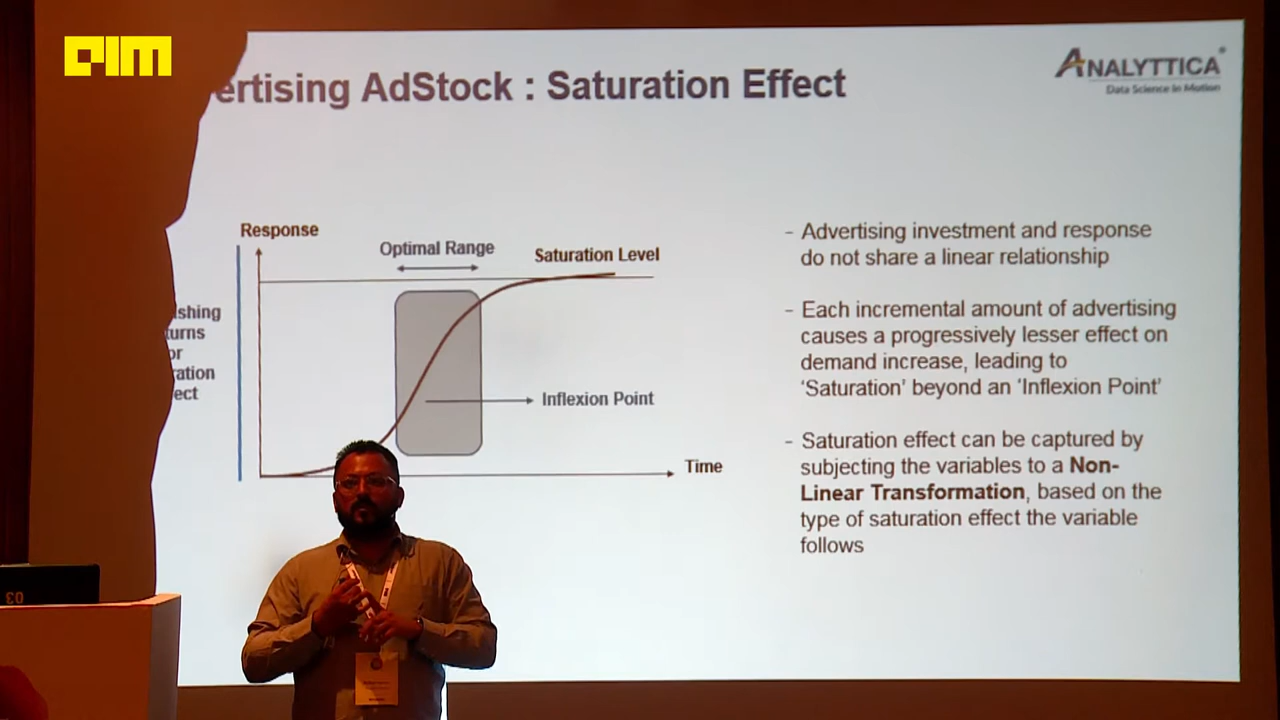 AIM
ertising AdStock : Saturation Effect
ANALYTTICA®
Data Science in Motion
Response
Optimal Range
Saturation Level
ishing
turns
or
ration
ect
Inflexion Point
Time
- Advertising investment and response
do not share a linear relationship
- Each incremental amount of advertising
causes a progressively lesser effect on
demand increase, leading to
‘Saturation’ beyond an ‘Inflexion Point’
- Saturation effect can be captured by
subjecting the variables to a Non-
Linear Transformation, based on the
type of saturation effect the variable
follows
03